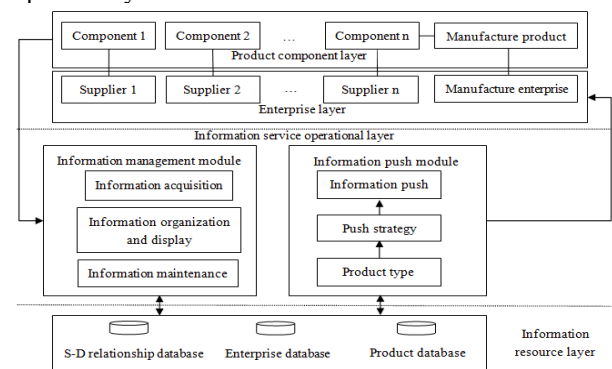 Component 1
Component 2
...
Component n
Manufacture product
Product component layer
Supplier 1
Supplier 2
...
Supplier n
Manufacture enterprise
Enterprise layer
Information service operational layer
Information management module
Information acquisition
Information organization
and display
Information maintenance
Information push module
Information push
Push strategy
Product type
S-D relationship database
Enterprise database
Product database
Information
resource layer